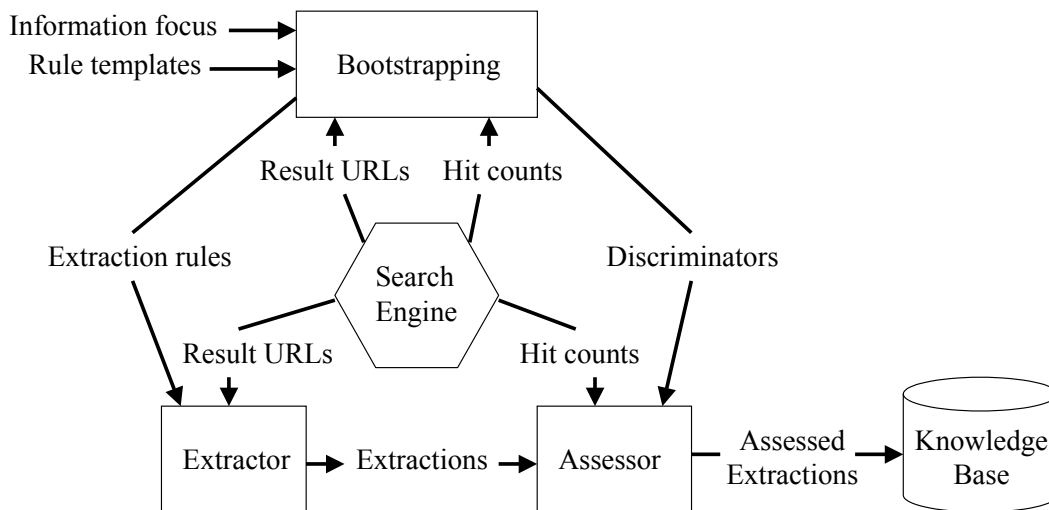 Information focus
Rule templates
Bootstrapping
Result URLs
Hit counts
Extraction rules
Search
Engine
Discriminators
Result URLs
Hit counts
Extractor
Extractions
Assessor
Assessed
Extractions
Knowledge
Base